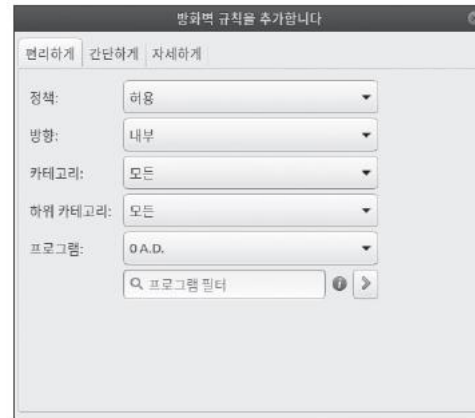 방화벽 규칙을 추가합니다
편리하게 간단하게 자세하게
정책: 허용
방향: 내부
카테고리: 모든
하위 카테고리: 모든
프로그램: 0 A.D.
프로그램 필터